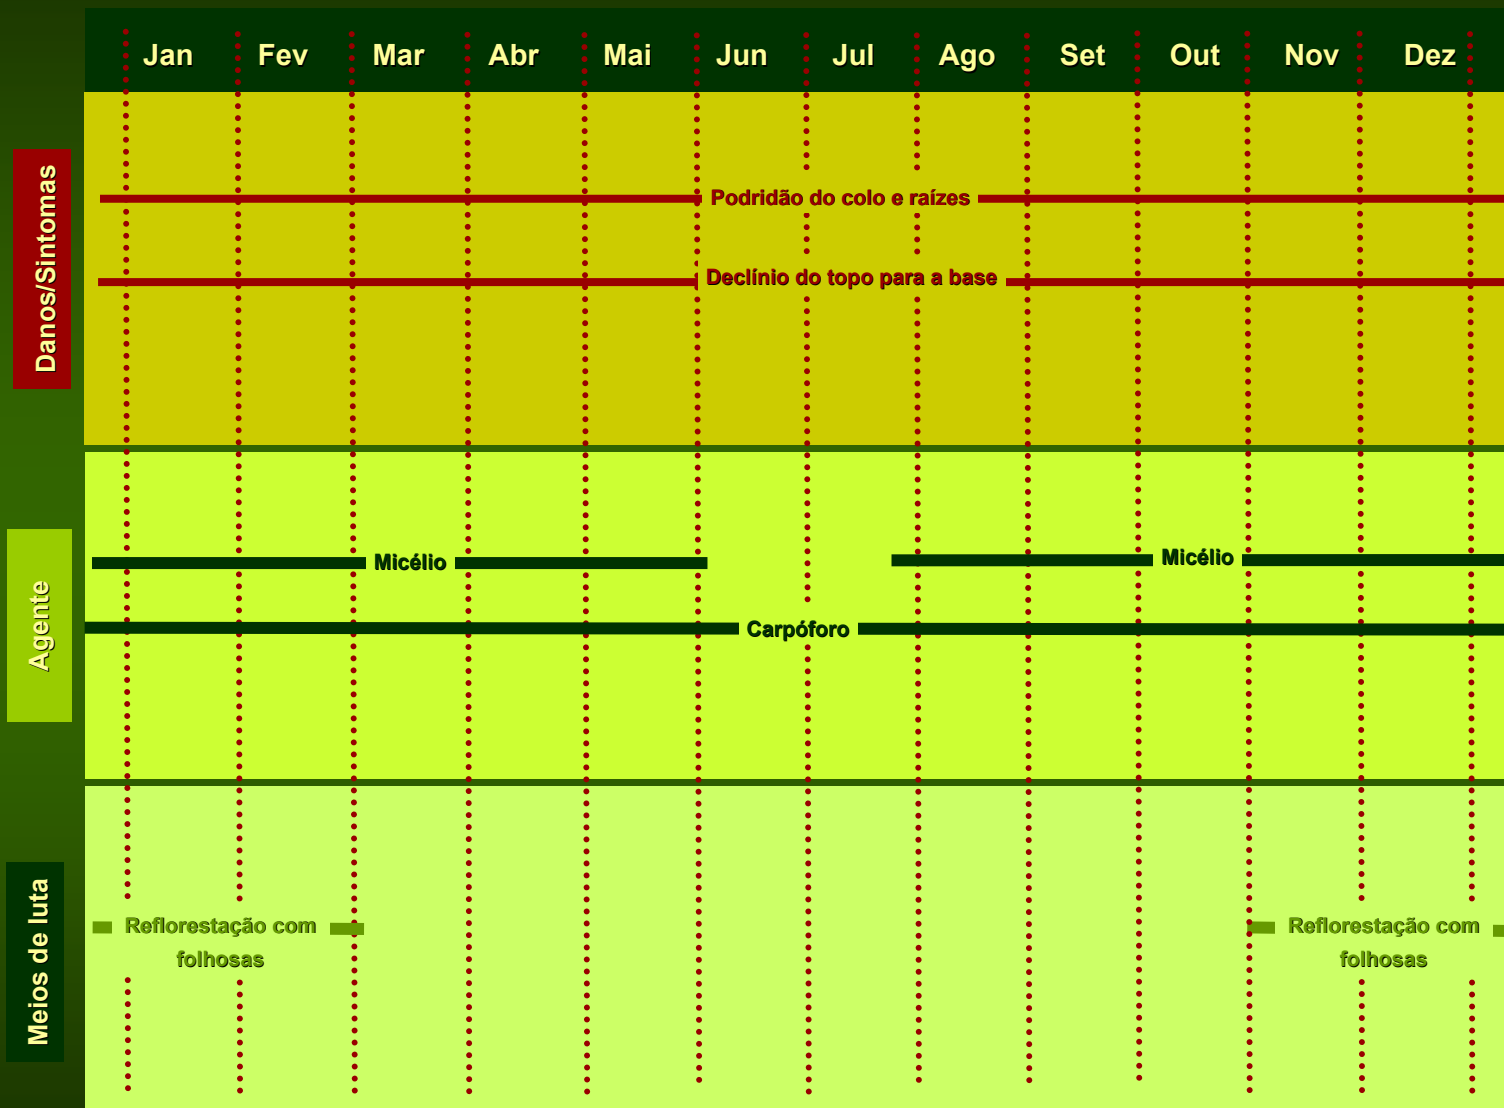 Jan Fev Mar Abr Mai Jun Jul Ago Set Out Nov Dez
Danos/Sintomas
Podridão do colo e raízes
Declínio do topo para a base
Agente
Micélio
Micélio
Carpóforo
Meios de luta
Reflorestação com
folhosas
Reflorestação com
folhosas